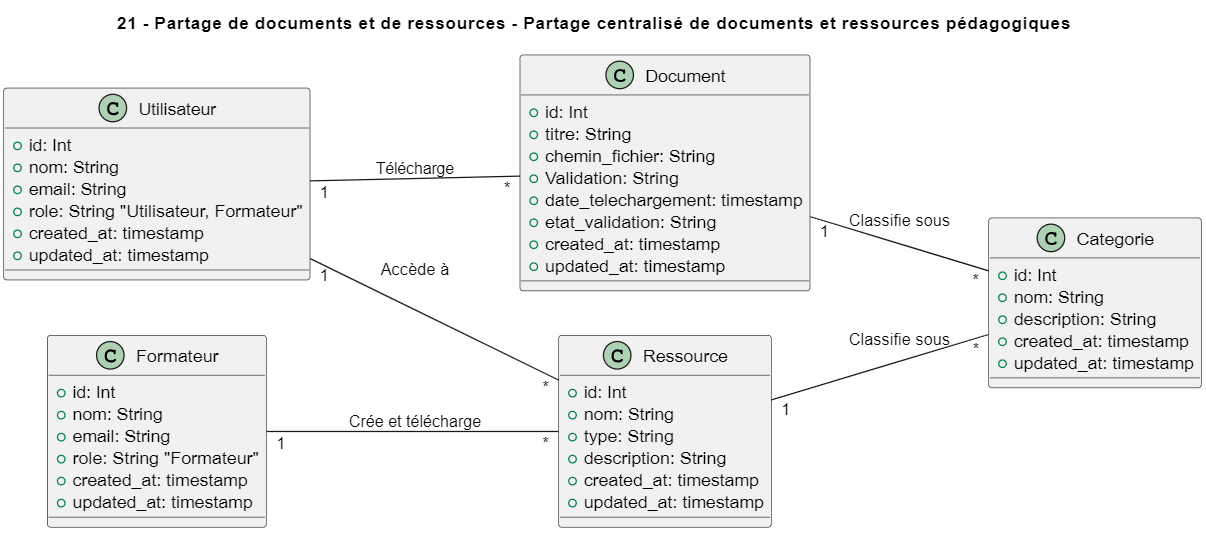 21 - Partage de documents et de ressources - Partage centralisé de documents et ressources pédagogiques
C Utilisateur
id: Int
nom: String
email: String
role: String "Utilisateur, Formateur"
created_at: timestamp
updated_at: timestamp
Télécharge
1
*
Accède à
1
*
C Document
id: Int
titre: String
chemin_fichier: String
Validation: String
date_telechargement: timestamp
etat_validation: String
created_at: timestamp
updated_at: timestamp
Classifie sous
1
*
C Categorie
id: Int
nom: String
description: String
created_at: timestamp
updated_at: timestamp
C Formateur
id: Int
nom: String
email: String
role: String "Formateur"
created_at: timestamp
updated_at: timestamp
Crée et télécharge
1
*
C Ressource
id: Int
nom: String
type: String
description: String
created_at: timestamp
updated_at: timestamp
Classifie sous
1
*